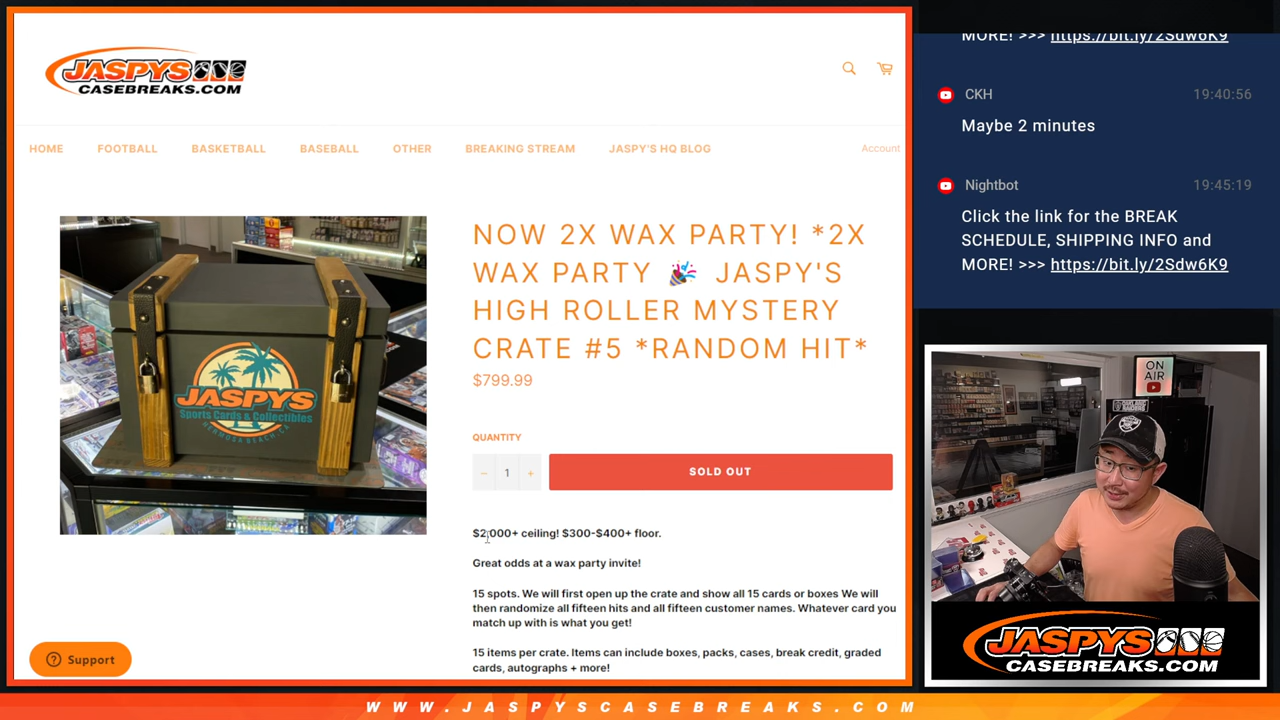 JASPYS
CASEBREAKS.COM
HOME
FOOTBALL
BASKETBALL
BASEBALL
OTHER
BREAKING STREAM
JASPY'S HQ BLOG
Account
JASPYS
Sports Cards & Collectibles
HERMOSA BEACH, CA
NOW 2X WAX PARTY! *2X
WAX PARTY 🎉 JASPY'S
HIGH ROLLER MYSTERY
CRATE #5 *RANDOM HIT*
$799.99
QUANTITY
− 1 +
SOLD OUT
$2,000+ ceiling! $300-$400+ floor.
Great odds at a wax party invite!
15 spots. We will first open up the crate and show all 15 cards or boxes We will
then randomize all fifteen hits and all fifteen customer names. Whatever card you
match up with is what you get!
15 items per crate. Items can include boxes, packs, cases, break credit, graded
cards, autographs + more!
Support
MORE! >>> https://bit.ly/2Sdw6K9
CKH 19:40:56
Maybe 2 minutes
Nightbot 19:45:19
Click the link for the BREAK
SCHEDULE, SHIPPING INFO and
MORE! >>> https://bit.ly/2Sdw6K9
ON
AIR
JASPYS
CASEBREAKS.COM
WWW.JASPYSCASEBREAKS.COM